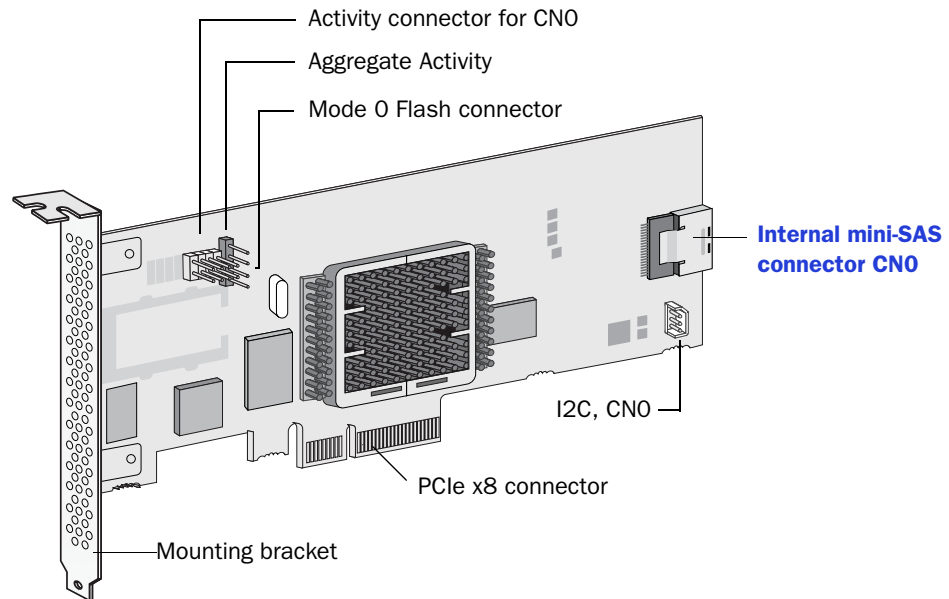 Activity connector for CN0
Aggregate Activity
Mode 0 Flash connector
Internal mini-SAS
connector CN0
I2C, CN0
PCIe x8 connector
Mounting bracket